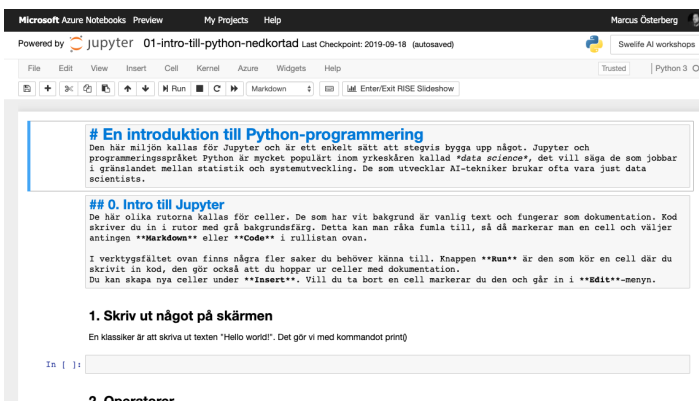 Microsoft Azure Notebooks Preview My Projects Help Marcus Österberg
Powered by jupyter 01-intro-till-python-nedkortad Last Checkpoint: 2019-09-18 (autosaved) Swelife AI workshops
File Edit View Insert Cell Kernel Azure Widgets Help Trusted Python 3
Run Markdown Enter/Exit RISE Slideshow
# En introduktion till Python-programmering
Den här miljön kallas för Jupyter och är ett enkelt sätt att stegvis bygga upp något. Jupyter och
programmeringsspråket Python är mycket populärt inom yrkeskåren kallad *data science*, det vill säga de som jobbar
i gränslandet mellan statistik och systemutveckling. De som utvecklar AI-tekniker brukar ofta vara just data
scientists.
## 0. Intro till Jupyter
De här olika rutorna kallas för celler. De som har vit bakgrund är vanlig text och fungerar som dokumentation. Kod
skriver du in i rutor med grå bakgrundsfärg. Detta kan man råka fumla till, så då markerar man en cell och väljer
antingen **Markdown** eller **Code** i rullistan ovan.
I verktygsfältet ovan finns några fler saker du behöver känna till. Knappen **Run** är den som kör en cell där du
skrivit in kod, den gör också att du hoppar ur celler med dokumentation.
Du kan skapa nya celler under **Insert**. Vill du ta bort en cell markerar du den och går in i **Edit**-menyn.
1. Skriv ut något på skärmen
En klassiker är att skriva ut texten "Hello world!". Det gör vi med kommandot print()
In [ ]:
2. Operatorer